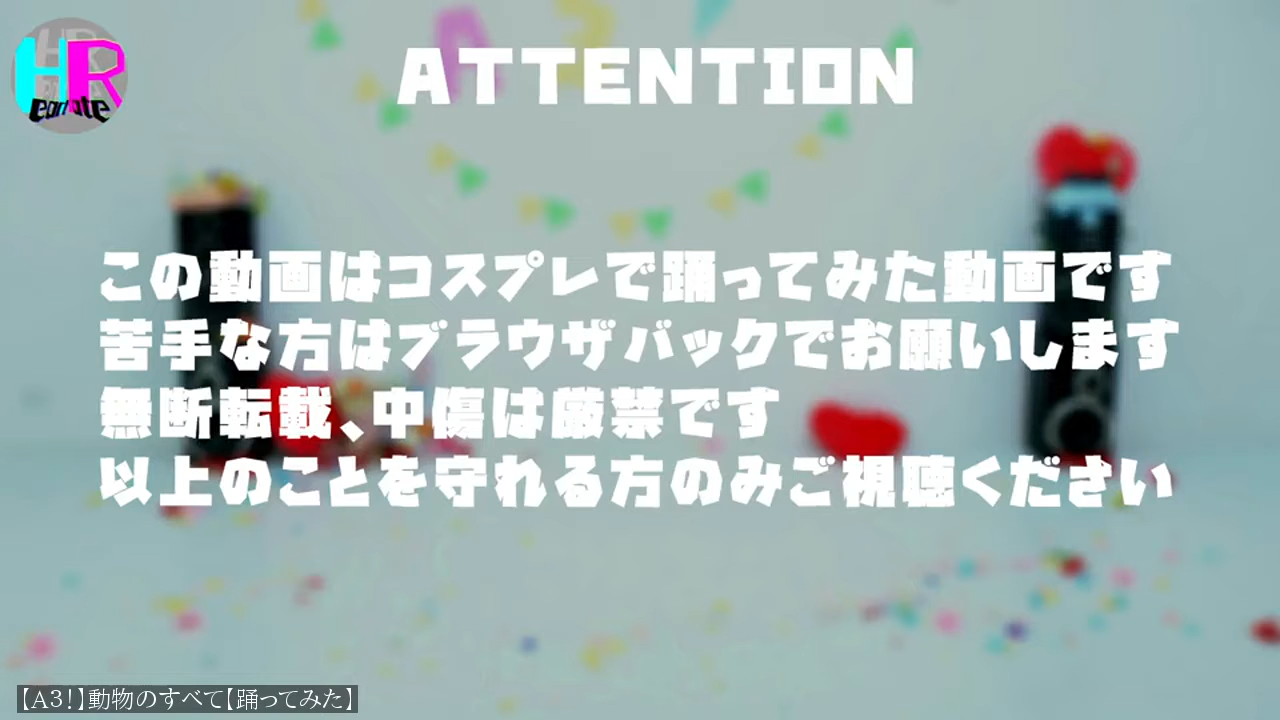 HR
eartate
ATTENTION
この動画はコスプレで踊ってみた動画です
苦手な方はブラウザバックでお願いします
無断転載、中傷は厳禁です
以上のことを守れる方のみご視聴ください
【A3!】動物のすべて【踊ってみた】